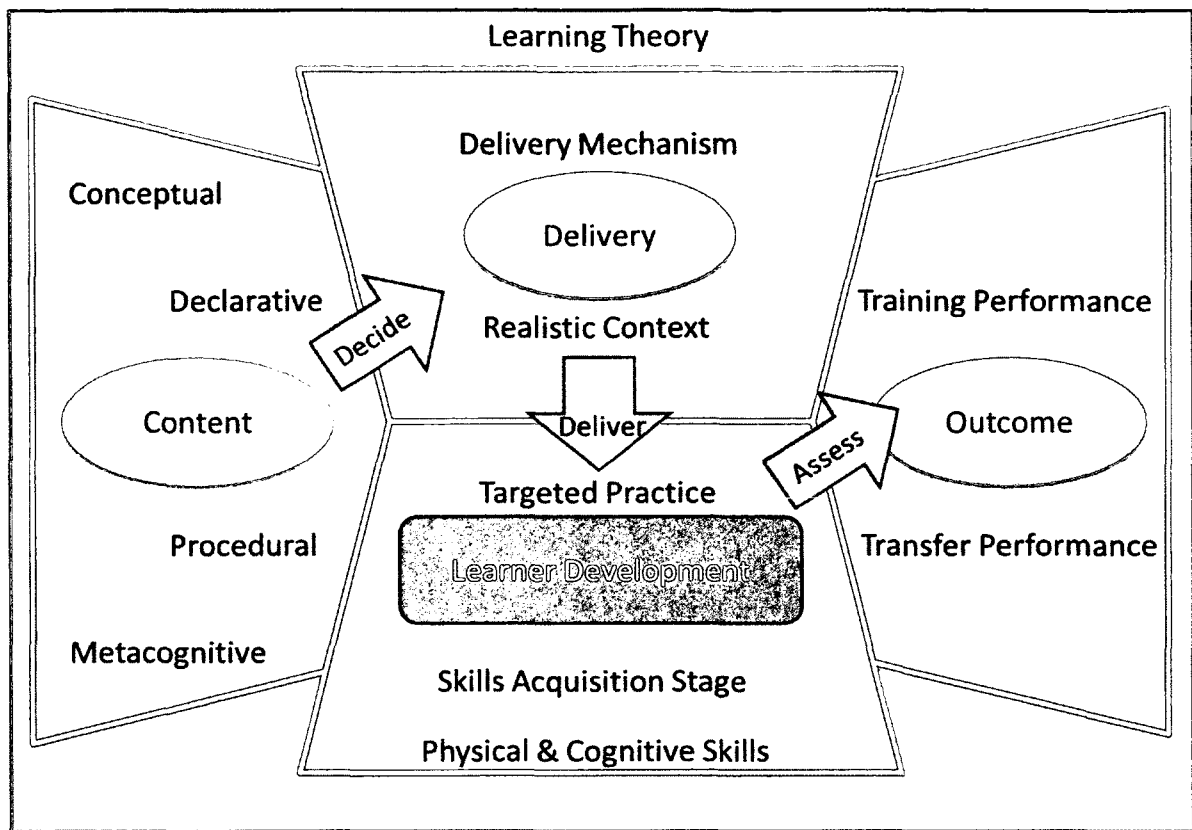 Learning Theory
Conceptual
Declarative
Content
Procedural
Metacognitive
Decide
Delivery Mechanism
Delivery
Realistic Context
Deliver
Targeted Practice
Learner Development
Skills Acquisition Stage
Physical & Cognitive Skills
Assess
Training Performance
Outcome
Transfer Performance